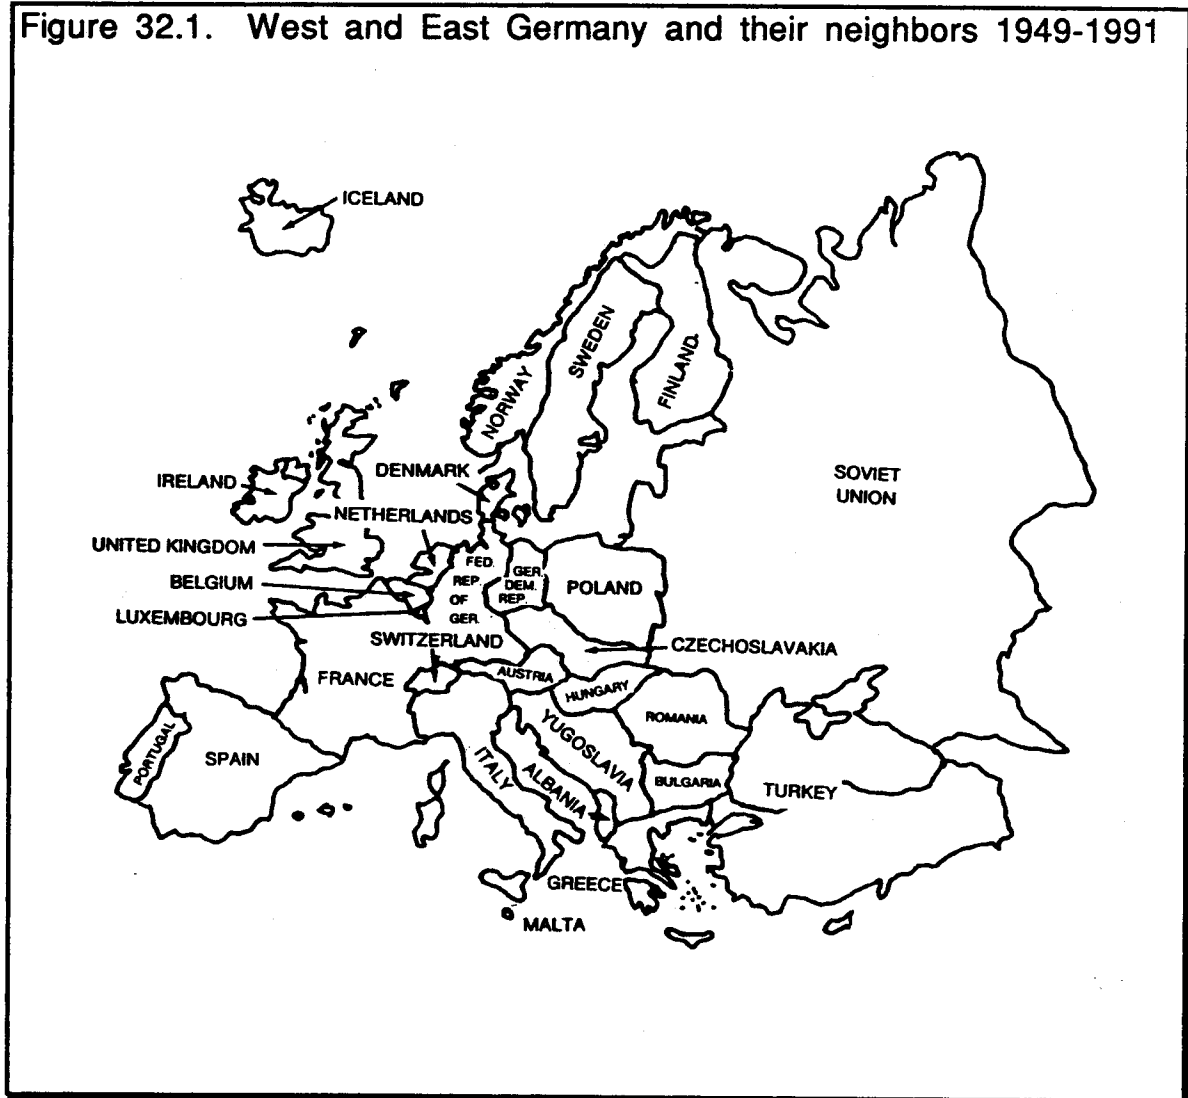 Figure 32.1. West and East Germany and their neighbors 1949-1991
ICELAND
SWEDEN
FINLAND
NORWAY
DENMARK
SOVIET
UNION
IRELAND
NETHERLANDS
UNITED KINGDOM
FED.
REP.
OF
GER.
GER.
DEM.
REP.
POLAND
BELGIUM
LUXEMBOURG
SWITZERLAND
CZECHOSLAVAKIA
FRANCE
AUSTRIA
HUNGARY
ROMANIA
YUGOSLAVIA
PORTUGAL
SPAIN
ITALY
ALBANIA
BULGARIA
TURKEY
GREECE
MALTA